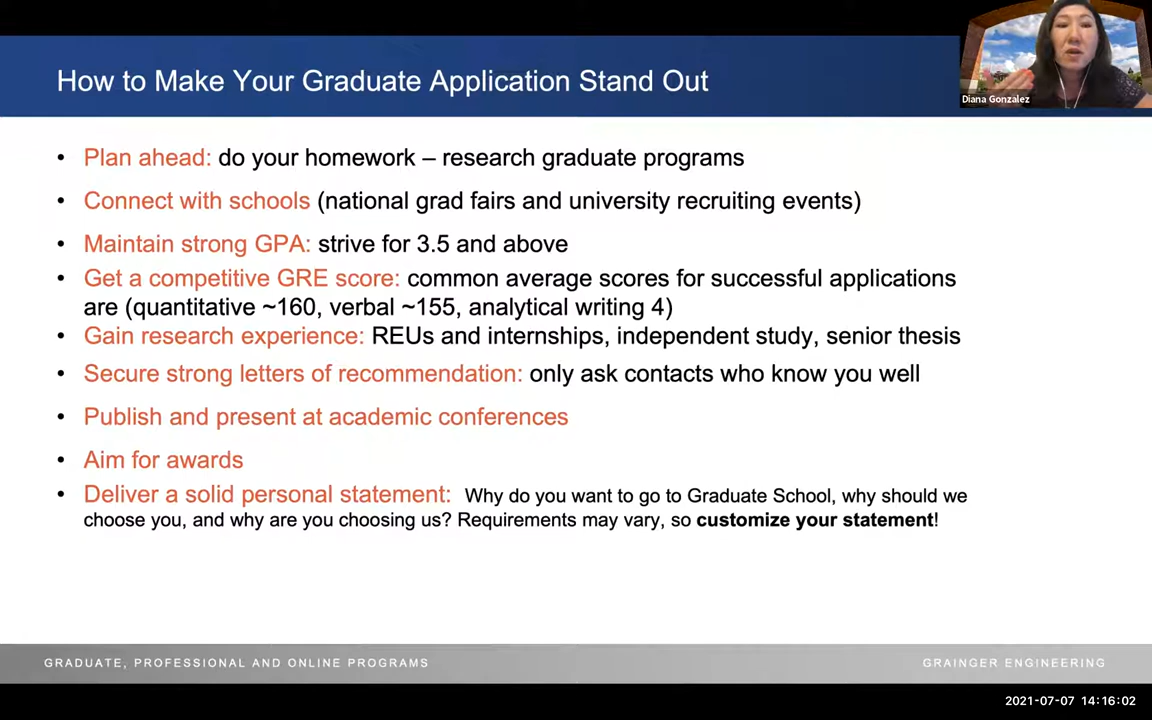 How to Make Your Graduate Application Stand Out
Diana Gonzalez
• Plan ahead: do your homework – research graduate programs
• Connect with schools (national grad fairs and university recruiting events)
• Maintain strong GPA: strive for 3.5 and above
• Get a competitive GRE score: common average scores for successful applications
are (quantitative ~160, verbal ~155, analytical writing 4)
• Gain research experience: REUs and internships, independent study, senior thesis
• Secure strong letters of recommendation: only ask contacts who know you well
• Publish and present at academic conferences
• Aim for awards
• Deliver a solid personal statement: Why do you want to go to Graduate School, why should we
choose you, and why are you choosing us? Requirements may vary, so customize your statement!
GRADUATE, PROFESSIONAL AND ONLINE PROGRAMS
GRAINGER ENGINEERING
2021-07-07 14:16:02